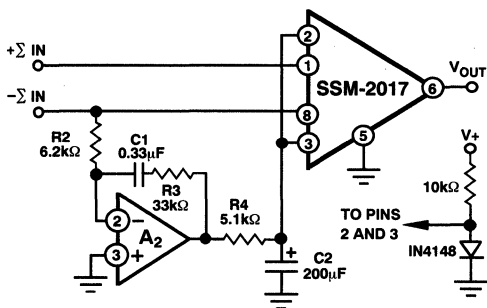 +Σ IN
−Σ IN
2
1
8
3
SSM-2017
6
VOUT
5
R2
6.2kΩ
C1
0.33µF
R3
33kΩ
2
−
A2
3
+
R4
5.1kΩ
+
C2
200µF
V+
10kΩ
TO PINS
2 AND 3
IN4148